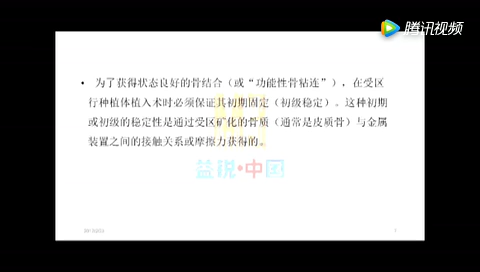 腾讯视频
• 为了获得状态良好的骨结合（或“功能性骨粘连”），在受区
行种植体植入术时必须保证其初期固定（初级稳定）。这种初期
或初级的稳定性是通过受区矿化的骨质（通常是皮质骨）与金属
装置之间的接触关系或摩擦力获得的。